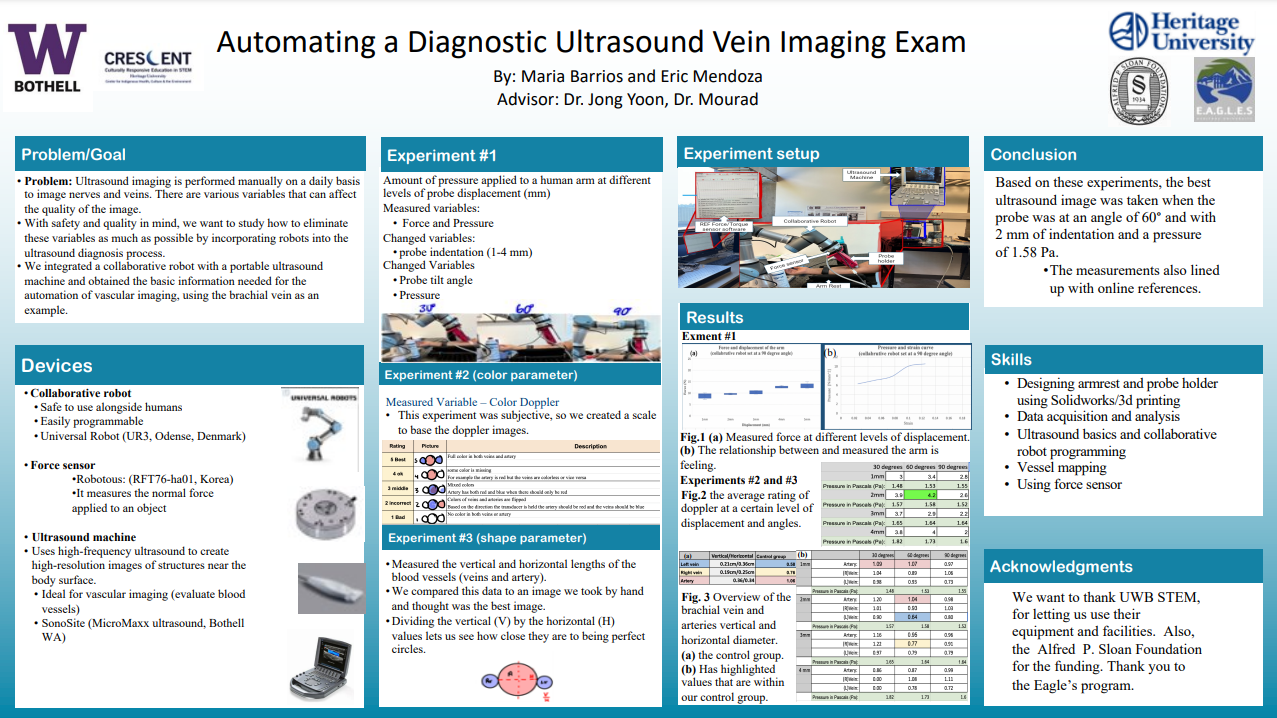 W
BOTHELL
CRESCENT
Culturally Responsive Education in STEM
Heritage University
Automating a Diagnostic Ultrasound Vein Imaging Exam
By: Maria Barrios and Eric Mendoza
Advisor: Dr. Jong Yoon, Dr. Mourad
Heritage
University
ALFRED P. SLOAN FOUNDATION
1934
E.A.G.L.E.S
Problem/Goal
• Problem: Ultrasound imaging is performed manually on a daily basis
to image nerves and veins. There are various variables that can affect
the quality of the image.
• With safety and quality in mind, we want to study how to eliminate
these variables as much as possible by incorporating robots into the
ultrasound diagnosis process.
• We integrated a collaborative robot with a portable ultrasound
machine and obtained the basic information needed for the
automation of vascular imaging, using the brachial vein as an
example.
Devices
• Collaborative robot
• Safe to use alongside humans
• Easily programmable
• Universal Robot (UR3, Odense, Denmark)
UNIVERSAL ROBOTS
• Force sensor
•Robotous: (RFT76-ha01, Korea)
•It measures the normal force
applied to an object
• Ultrasound machine
• Uses high-frequency ultrasound to create
high-resolution images of structures near the
body surface.
• Ideal for vascular imaging (evaluate blood
vessels)
• SonoSite (MicroMaxx ultrasound, Bothell
WA)
Experiment #1
Amount of pressure applied to a human arm at different
levels of probe displacement (mm)
Measured variables:
• Force and Pressure
Changed variables:
• probe indentation (1-4 mm)
Changed Variables
• Probe tilt angle
• Pressure
30° 60° 90°
Experiment #2 (color parameter)
Measured Variable – Color Doppler
• This experiment was subjective, so we created a scale
to base the doppler images.
Rating Picture Description
5 Best 5 Full color in both veins and artery
4 ok 4 some color is missing
For example the artery is red but the veins are colorless or vice versa
3 middle 3 Mixed colors
Artery has both red and blue when there should only be red
2 incorrect 2 Colors of veins and arteries are flipped
Based on the direction the transducer is held the artery should be red and the veins should be blue
1 Bad 1 No color in both veins or artery
Experiment #3 (shape parameter)
• Measured the vertical and horizontal lengths of the
blood vessels (veins and artery).
• We compared this data to an image we took by hand
and thought was the best image.
• Dividing the vertical (V) by the horizontal (H)
values lets us see how close they are to being perfect
circles.
Experiment setup
Ultrasound
Machine
REF Force/Torque
sensor software
Collaborative Robot
Force sensor
Probe
holder
Arm Rest
Results
Exment #1
(a) Force and displacement of the arm
(collaborative robot set at a 90 degree angle)
Displacement (mm)
(b) Pressure and strain curve
(collaborative robot set at a 90 degree angle)
Strain
Fig.1 (a) Measured force at different levels of displacement.
(b) The relationship between and measured the arm is
feeling.
Experiments #2 and #3
Fig.2 the average rating of
doppler at a certain level of
displacement and angles.
30 degrees 60 degrees 90 degrees
1mm 3 3.4 2.8
Pressure in Pascals (Pa): 1.48 1.53 1.55
2mm 3.9 4.2 2.6
Pressure in Pascals (Pa): 1.57 1.58 1.52
3mm 3.7 2.9 2.2
Pressure in Pascals (Pa): 1.65 1.64 1.64
4mm 3.8 4 2
Pressure in Pascals (Pa): 1.82 1.73 1.6
(a) Vertical/Horizontal Control group
Left vein 0.21cm/0.36cm 0.58
Right vein 0.19cm/0.25cm 0.76
Artery 0.36/0.34 1.06
Fig. 3 Overview of the
brachial vein and
arteries vertical and
horizontal diameter.
(a) the control group.
(b) Has highlighted
values that are within
our control group.
(b) 30 degrees 60 degrees 90 degrees
1mm Artery: 1.09 1.07 0.97
(R)Vein: 1.04 0.89 1.06
(L)Vein: 0.98 0.93 0.73
Pressure in Pascals (Pa): 1.48 1.53 1.55
2mm Artery: 1.20 1.04 0.98
(R)Vein: 1.01 0.93 1.03
(L)Vein: 0.90 0.64 0.80
Pressure in Pascals (Pa): 1.57 1.58 1.52
3mm Artery: 1.16 0.95 0.96
(R)Vein: 1.22 0.77 0.91
(L)Vein: 0.97 0.79 0.79
Pressure in Pascals (Pa): 1.65 1.64 1.64
4 mm Artery: 0.86 0.87 0.99
(R)Vein: 0.00 1.08 1.11
(L)Vein: 0.00 0.78 0.72
Pressure in Pascals (Pa): 1.82 1.73 1.6
Conclusion
Based on these experiments, the best
ultrasound image was taken when the
probe was at an angle of 60° and with
2 mm of indentation and a pressure
of 1.58 Pa.
•The measurements also lined
up with online references.
Skills
• Designing armrest and probe holder
using Solidworks/3d printing
• Data acquisition and analysis
• Ultrasound basics and collaborative
robot programming
• Vessel mapping
• Using force sensor
Acknowledgments
We want to thank UWB STEM,
for letting us use their
equipment and facilities. Also,
the Alfred P. Sloan Foundation
for the funding. Thank you to
the Eagle's program.